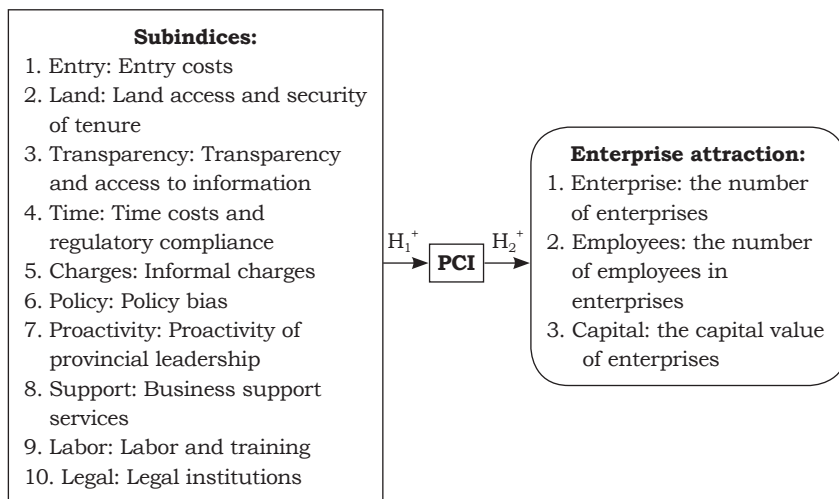 Subindices:
1. Entry: Entry costs
2. Land: Land access and security
of tenure
3. Transparency: Transparency
and access to information
4. Time: Time costs and
regulatory compliance
5. Charges: Informal charges
6. Policy: Policy bias
7. Proactivity: Proactivity of
provincial leadership
8. Support: Business support
services
9. Labor: Labor and training
10. Legal: Legal institutions
H1+
PCI
H2+
Enterprise attraction:
1. Enterprise: the number
of enterprises
2. Employees: the number
of employees in
enterprises
3. Capital: the capital value
of enterprises